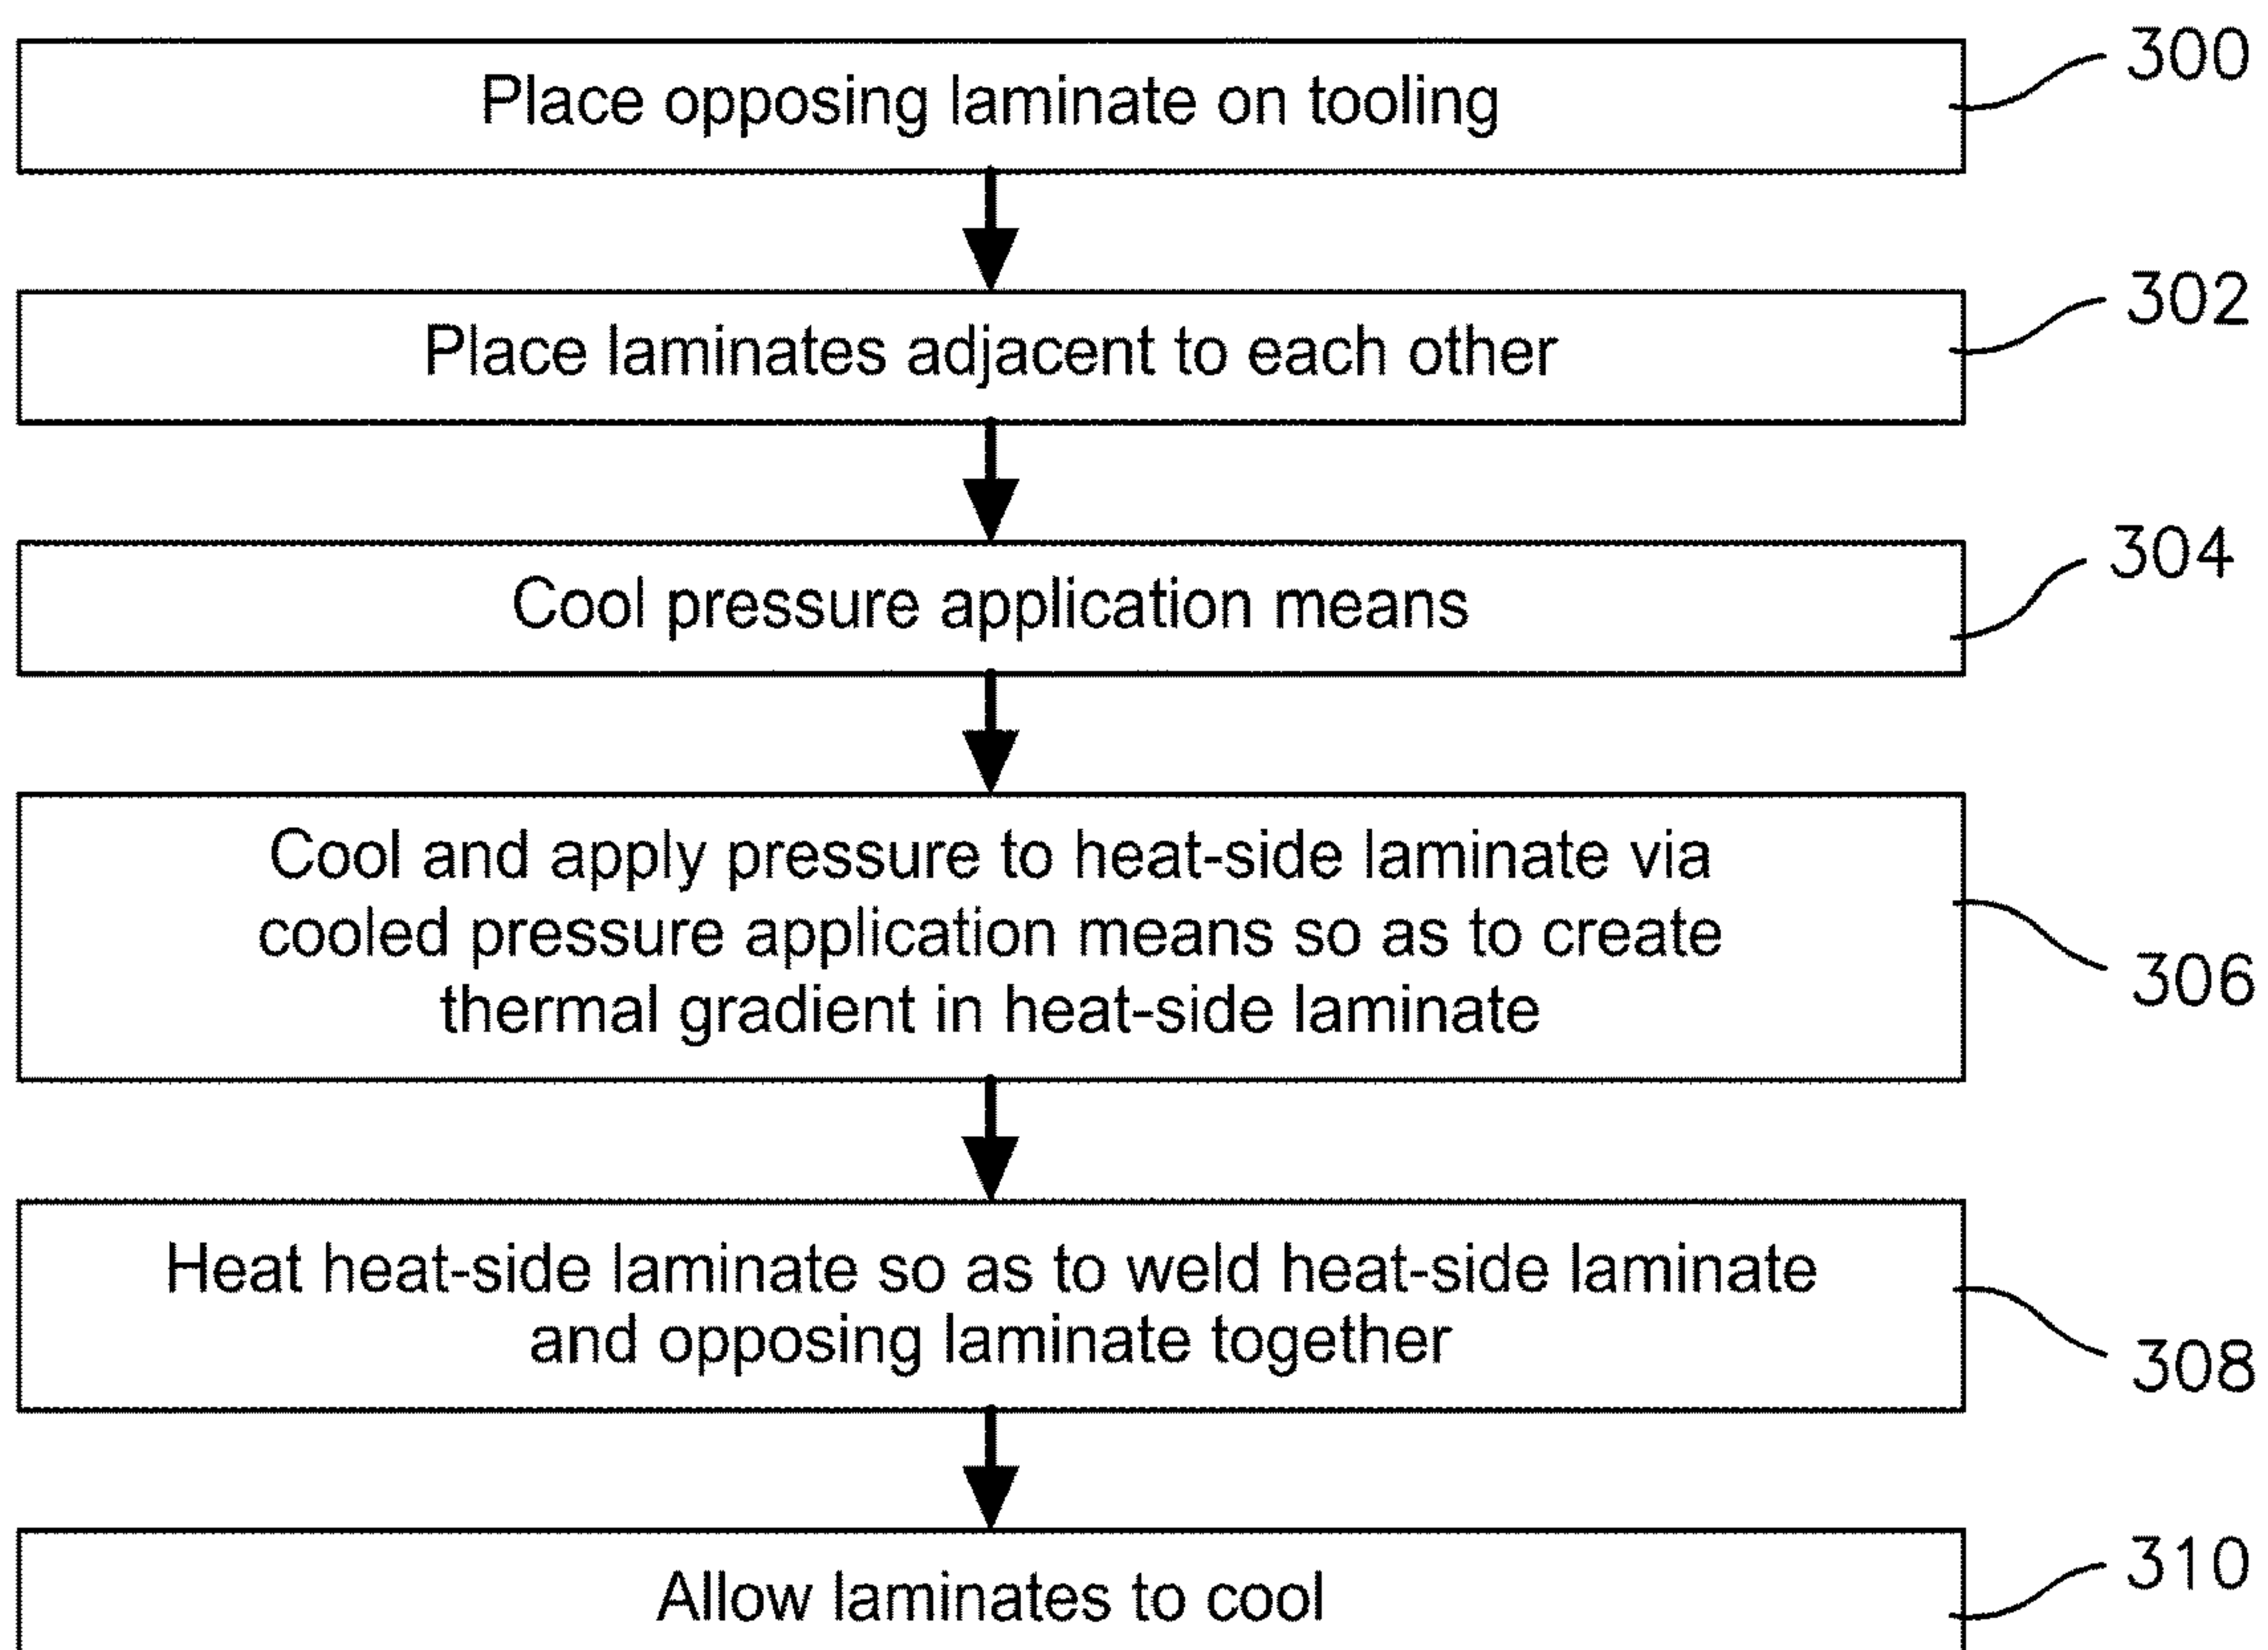 Place opposing laminate on tooling
300
Place laminates adjacent to each other
302
Cool pressure application means
304
Cool and apply pressure to heat-side laminate via
cooled pressure application means so as to create
thermal gradient in heat-side laminate
306
Heat heat-side laminate so as to weld heat-side laminate
and opposing laminate together
308
Allow laminates to cool
310